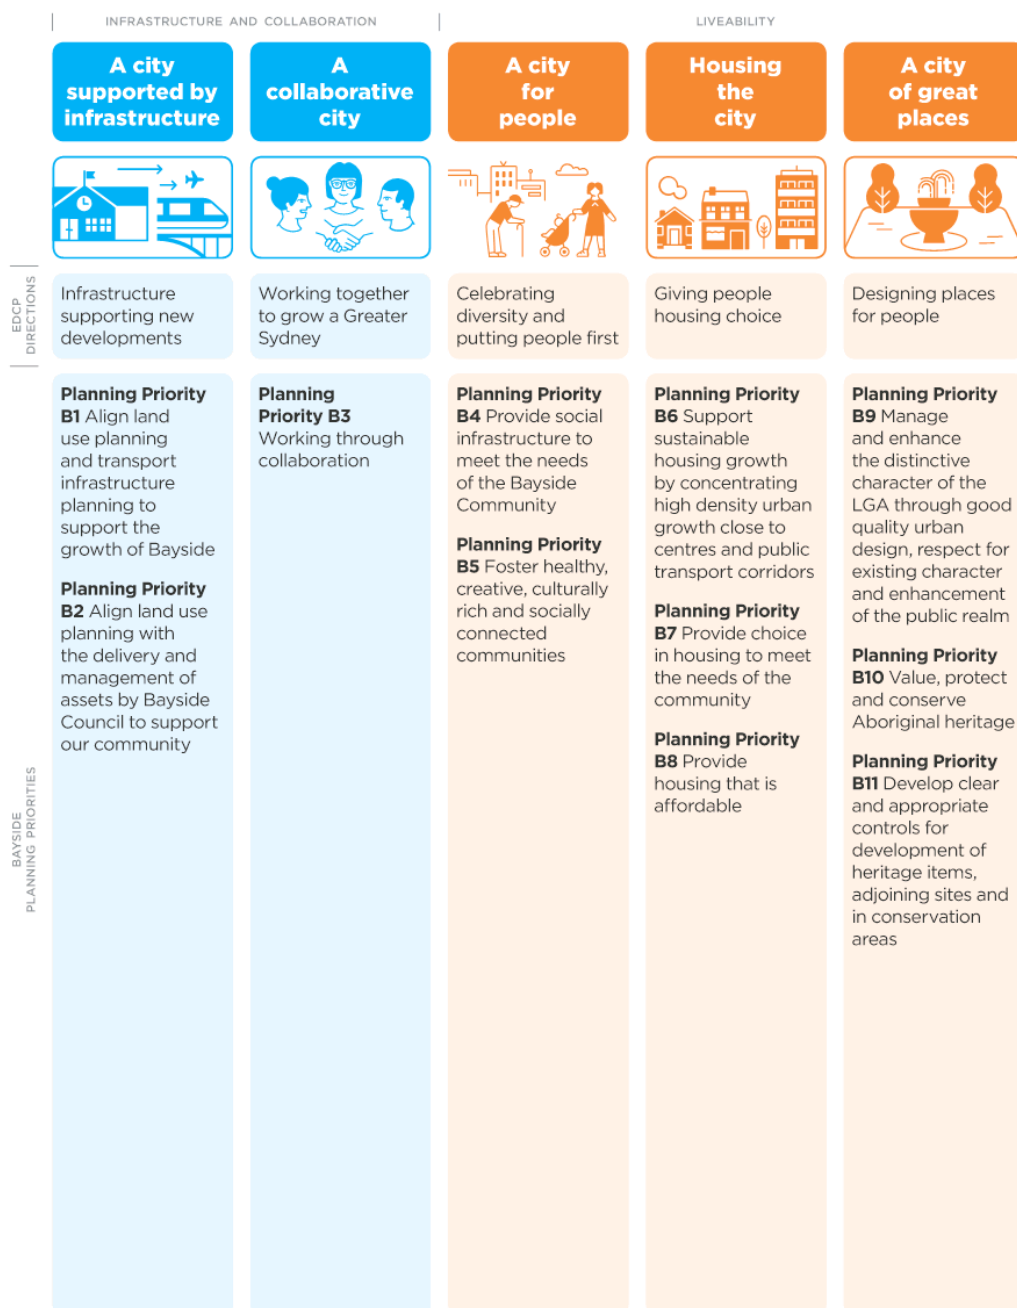 INFRASTRUCTURE AND COLLABORATION
LIVEABILITY
A city
supported by
infrastructure
A
collaborative
city
A city
for
people
Housing
the
city
A city
of great
places
EDCP
DIRECTIONS
Infrastructure
supporting new
developments
Working together
to grow a Greater
Sydney
Celebrating
diversity and
putting people first
Giving people
housing choice
Designing places
for people
BAYSIDE
PLANNING PRIORITIES
Planning Priority
B1 Align land
use planning
and transport
infrastructure
planning to
support the
growth of Bayside
Planning Priority
B2 Align land use
planning with
the delivery and
management of
assets by Bayside
Council to support
our community
Planning
Priority B3
Working through
collaboration
Planning Priority
B4 Provide social
infrastructure to
meet the needs
of the Bayside
Community
Planning Priority
B5 Foster healthy,
creative, culturally
rich and socially
connected
communities
Planning Priority
B6 Support
sustainable
housing growth
by concentrating
high density urban
growth close to
centres and public
transport corridors
Planning Priority
B7 Provide choice
in housing to meet
the needs of the
community
Planning Priority
B8 Provide
housing that is
affordable
Planning Priority
B9 Manage
and enhance
the distinctive
character of the
LGA through good
quality urban
design, respect for
existing character
and enhancement
of the public realm
Planning Priority
B10 Value, protect
and conserve
Aboriginal heritage
Planning Priority
B11 Develop clear
and appropriate
controls for
development of
heritage items,
adjoining sites and
in conservation
areas